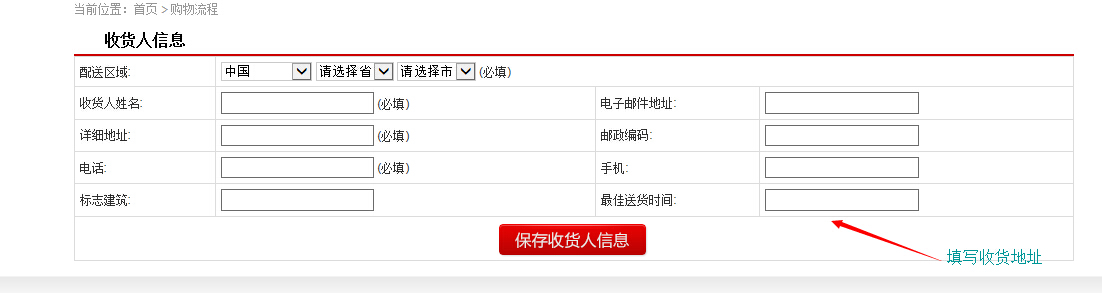 当前位置: 首页 > 购物流程
收货人信息
配送区域: 中国 请选择省 请选择市 (必填)
收货人姓名: (必填) 电子邮件地址:
详细地址: (必填) 邮政编码:
电话: (必填) 手机:
标志建筑: 最佳送货时间:
保存收货人信息
填写收货地址